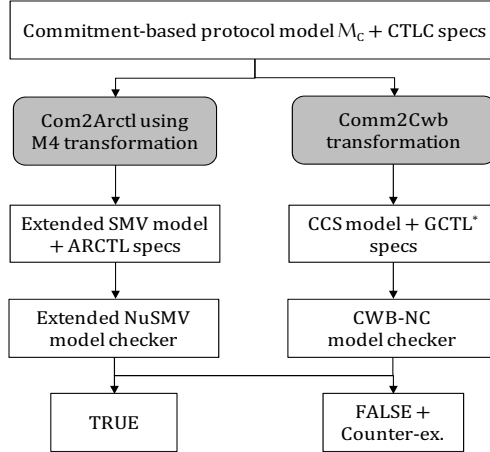 Commitment-based protocol model M_C + CTLC specs
Com2Arctl using
M4 transformation
Comm2Cwb
transformation
Extended SMV model
+ ARCTL specs
CCS model + GCTL*
specs
Extended NuSMV
model checker
CWB-NC
model checker
TRUE
FALSE +
Counter-ex.